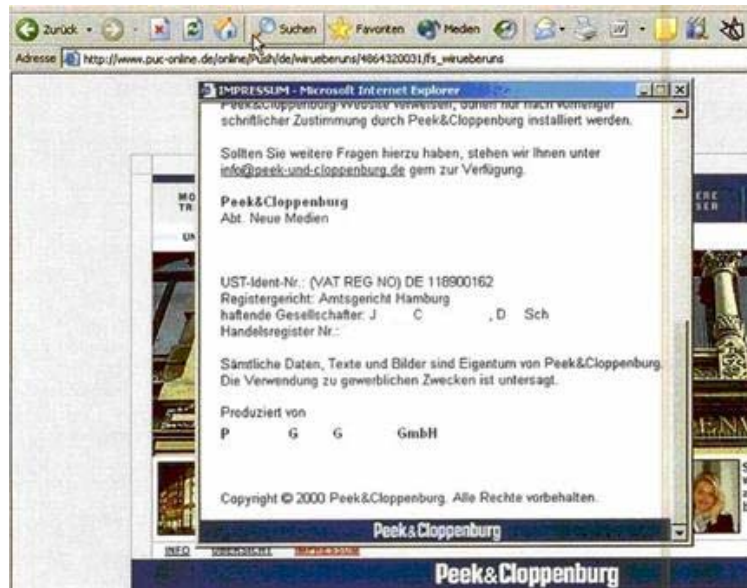 Zurück
Suchen
Favoriten
Medien
Adresse http://www.puc-online.de/online/Push/de/wirueberuns/4864320031/fs_wirueberuns
IMPRESSUM - Microsoft Internet Explorer
Peek&Cloppenburg-Website verweisen, dürfen nur nach vorheriger
schriftlicher Zustimmung durch Peek&Cloppenburg installiert werden.
Sollten Sie weitere Fragen hierzu haben, stehen wir Ihnen unter
info@peek-und-cloppenburg.de gern zur Verfügung.
Peek&Cloppenburg
Abt. Neue Medien
UST-Ident-Nr.: (VAT REG NO) DE 118900162
Registergericht: Amtsgericht Hamburg
haftende Gesellschafter: J C , D Sch
Handelsregister Nr.:
Sämtliche Daten, Texte und Bilder sind Eigentum von Peek&Cloppenburg.
Die Verwendung zu gewerblichen Zwecken ist untersagt.
Produziert von
P G G GmbH
Copyright © 2000 Peek&Cloppenburg. Alle Rechte vorbehalten.
Peek&Cloppenburg
INFO ÜBERSICHT IMPRESSUM
Peek&Cloppenburg